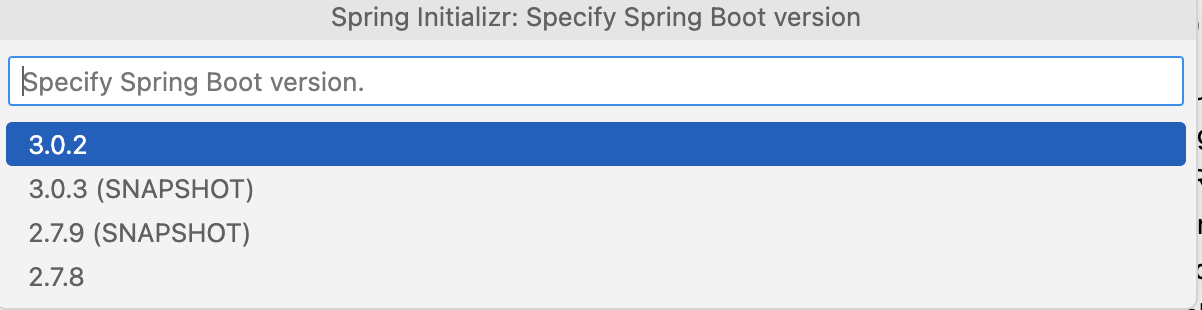 Spring Initializr: Specify Spring Boot version
Specify Spring Boot version.
3.0.2
3.0.3 (SNAPSHOT)
2.7.9 (SNAPSHOT)
2.7.8